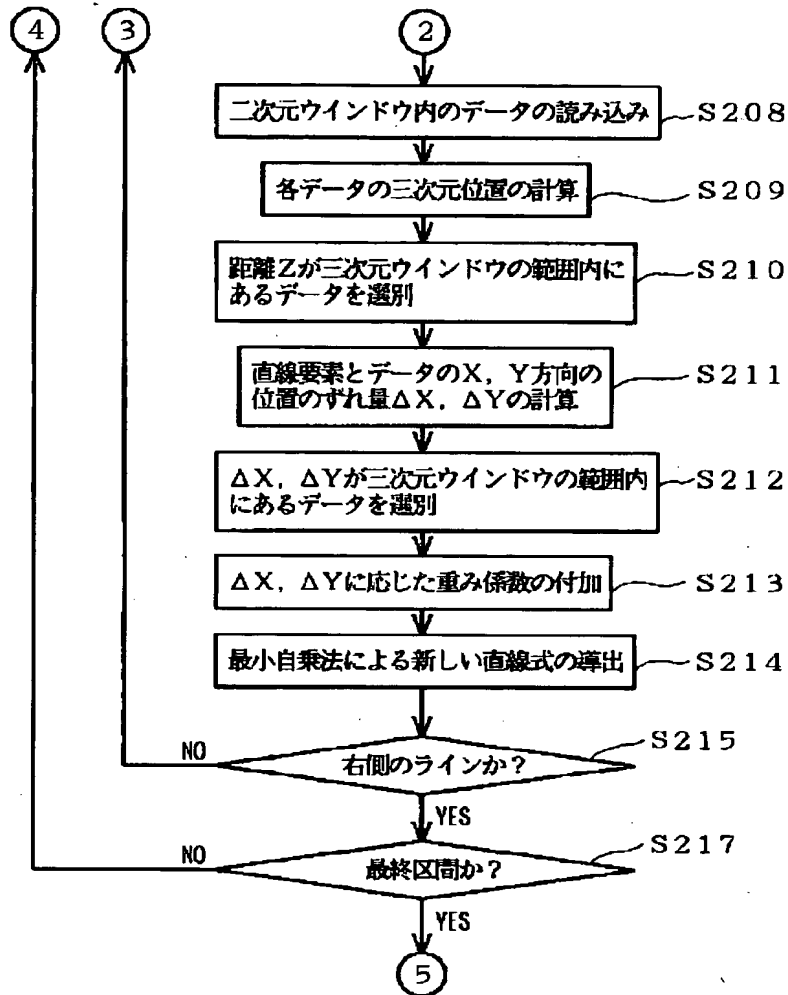 4
3
2
二次元ウインドウ内のデータの読み込み
S208
各データの三次元位置の計算
S209
距離Zが三次元ウインドウの範囲内に
あるデータを選別
S210
直線要素とデータのX，Y方向の
位置のずれ量ΔX，ΔYの計算
S211
ΔX，ΔYが三次元ウインドウの範囲内
にあるデータを選別
S212
ΔX，ΔYに応じた重み係数の付加
S213
最小自乗法による新しい直線式の導出
S214
NO
右側のラインか？
S215
YES
NO
最終区間か？
S217
YES
5